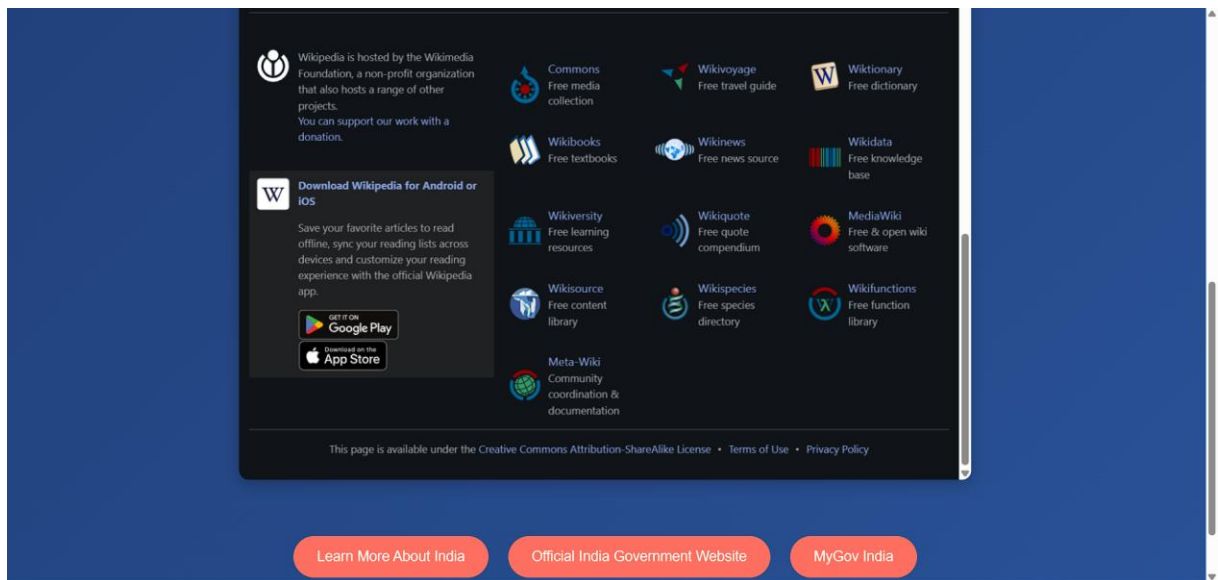 Wikipedia is hosted by the Wikimedia
Foundation, a non-profit organization
that also hosts a range of other
projects.
You can support our work with a
donation.
W
Download Wikipedia for Android or
iOS
Save your favorite articles to read
offline, sync your reading lists across
devices and customize your reading
experience with the official Wikipedia
app.
GET IT ON
Google Play
Download on the
App Store
Commons
Free media
collection
Wikivoyage
Free travel guide
W
Wiktionary
Free dictionary
Wikibooks
Free textbooks
Wikinews
Free news source
Wikidata
Free knowledge
base
Wikiversity
Free learning
resources
Wikiquote
Free quote
compendium
MediaWiki
Free & open wiki
software
Wikisource
Free content
library
Wikispecies
Free species
directory
Wikifunctions
Free function
library
Meta-Wiki
Community
coordination &
documentation
This page is available under the Creative Commons Attribution-ShareAlike License • Terms of Use • Privacy Policy
Learn More About India
Official India Government Website
MyGov India